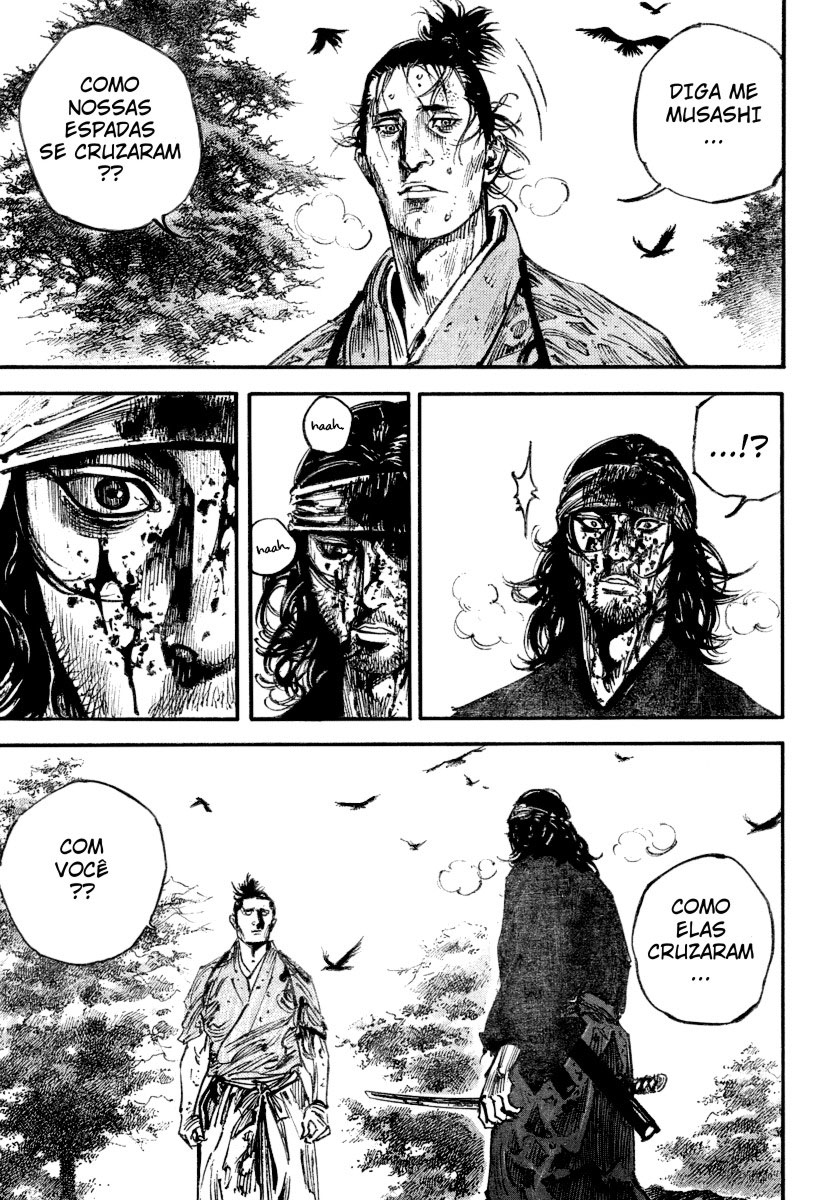 DIGA ME
MUSASHI
...
COMO
NOSSAS
ESPADAS
SE CRUZARAM
??
...!?
haah..
haah..
COMO
ELAS
CRUZARAM
...
COM
VOCÊ
??